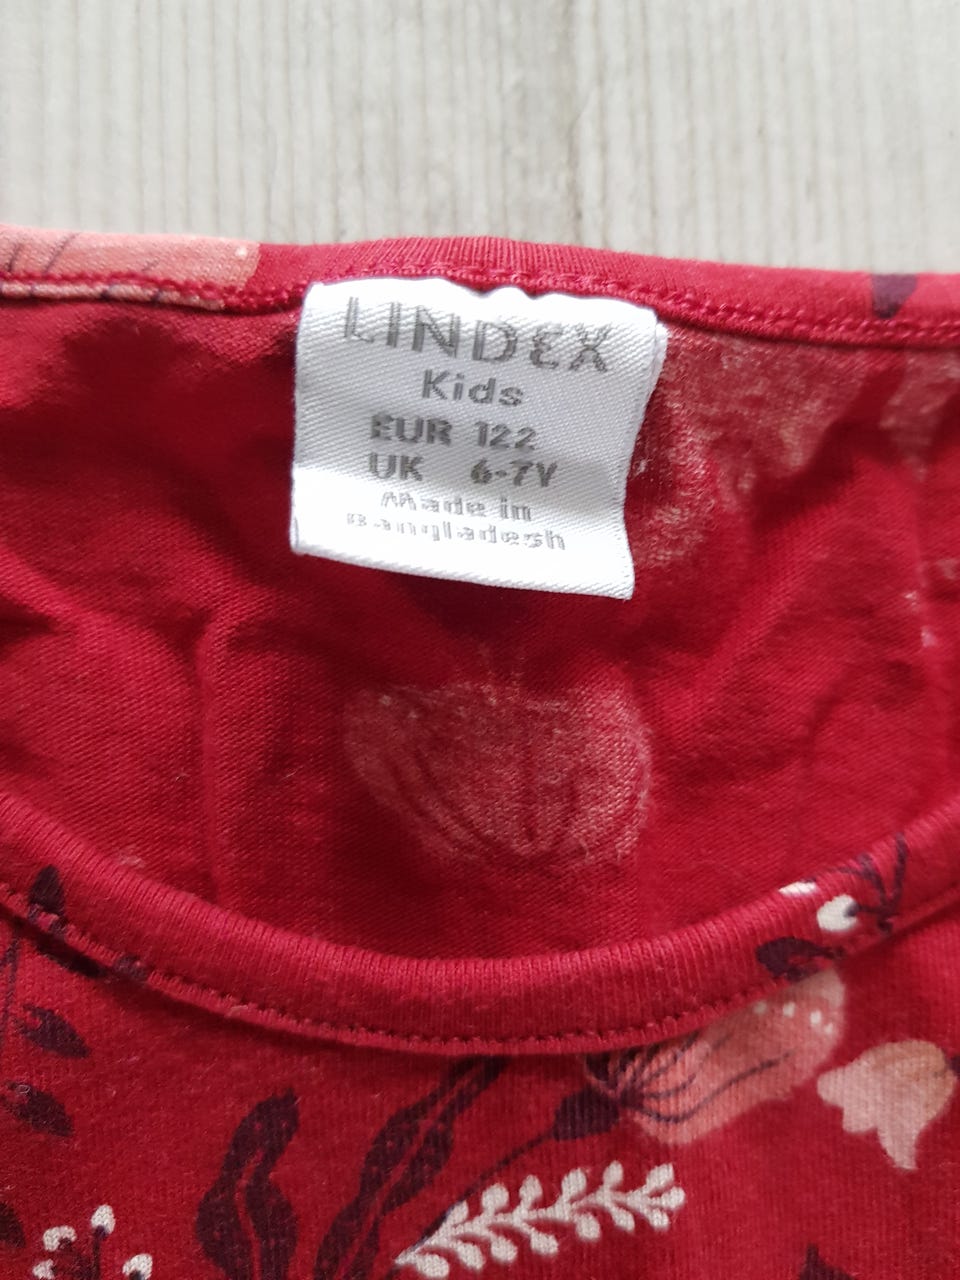 LINDEX
Kids
EUR 122
UK 6-7Y
Made in
Bangladesh